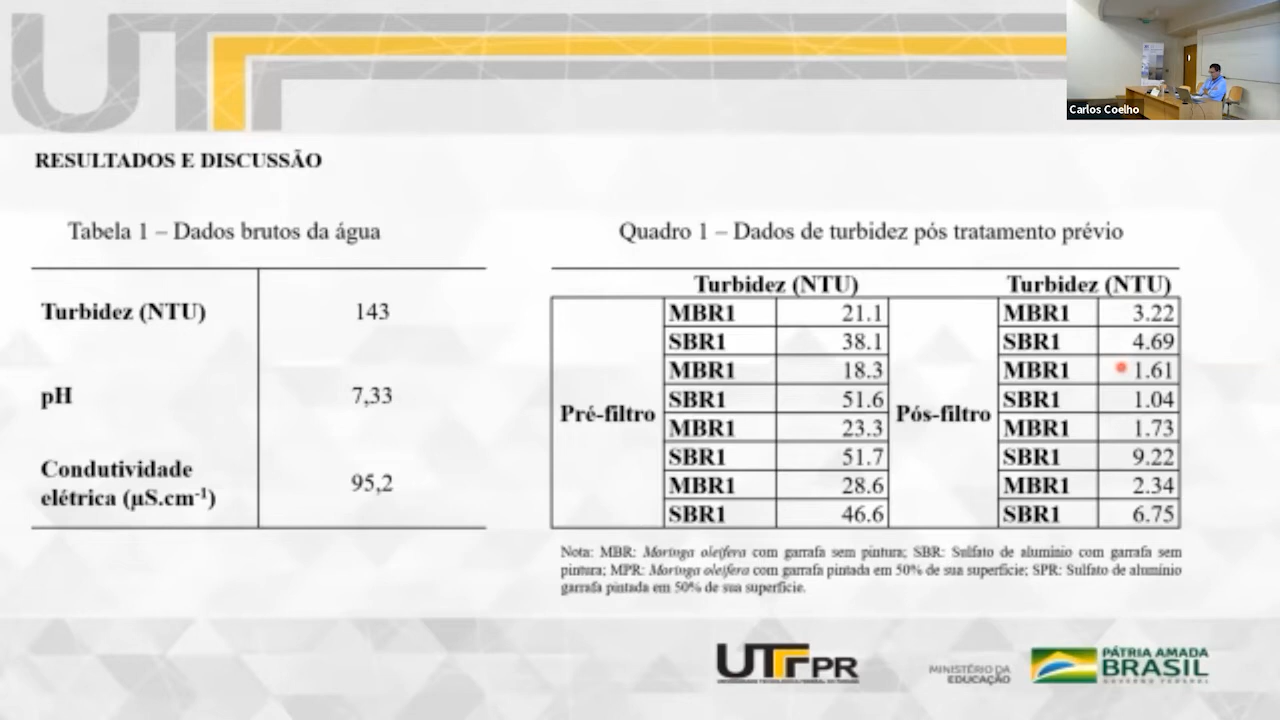 UTF
Carlos Coelho
RESULTADOS E DISCUSSÃO
Tabela 1 – Dados brutos da água
Turbidez (NTU) 143
pH 7,33
Condutividade
elétrica (µS.cm-1) 95,2
Quadro 1 – Dados de turbidez pós tratamento prévio
Turbidez (NTU) Turbidez (NTU)
MBR1 21.1 MBR1 3.22
SBR1 38.1 SBR1 4.69
MBR1 18.3 MBR1 1.61
Pré-filtro SBR1 51.6 Pós-filtro SBR1 1.04
MBR1 23.3 MBR1 1.73
SBR1 51.7 SBR1 9.22
MBR1 28.6 MBR1 2.34
SBR1 46.6 SBR1 6.75
Nota: MBR: Moringa oleifera com garrafa sem pintura; SBR: Sulfato de alumínio com garrafa sem
pintura; MPR: Moringa oleifera com garrafa pintada em 50% de sua superfície; SPR: Sulfato de alumínio
garrafa pintada em 50% de sua superfície.
UTFPR
MINISTÉRIO DA
EDUCAÇÃO
PÁTRIA AMADA
BRASIL
GOVERNO FEDERAL